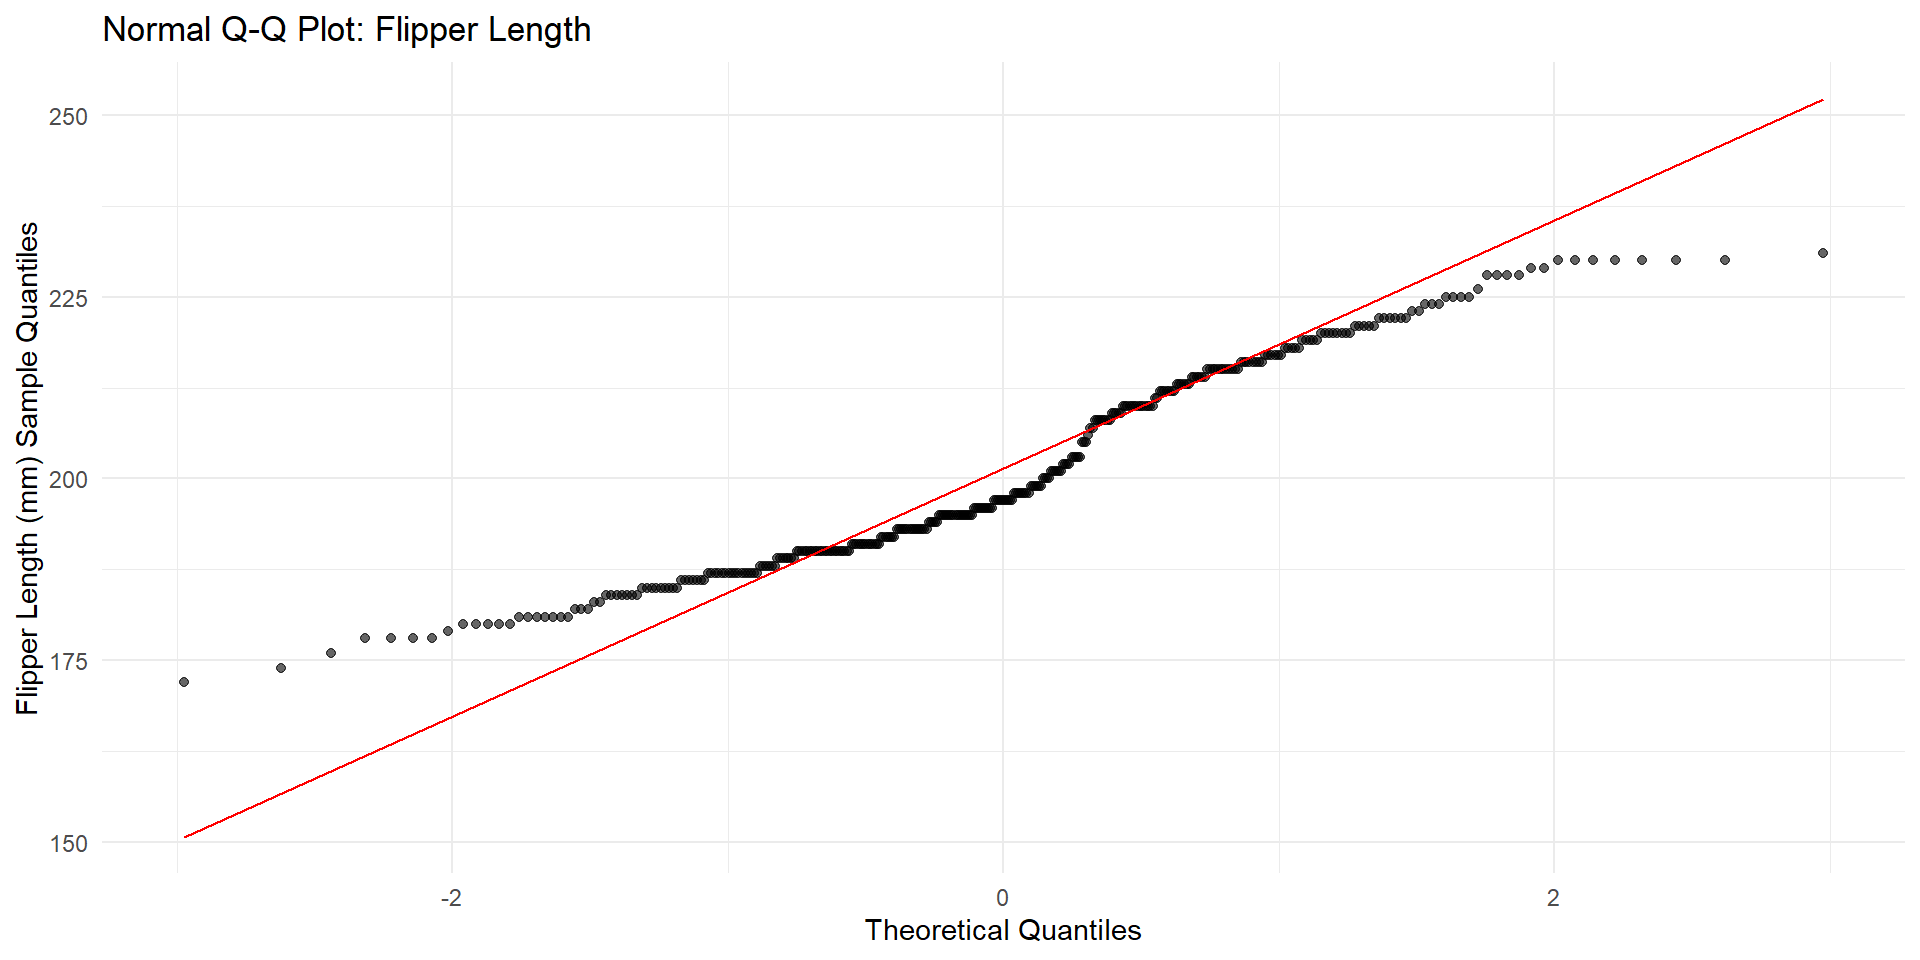 Normal Q-Q Plot: Flipper Length
Flipper Length (mm) Sample Quantiles
250
225
200
175
150
-2
0
2
Theoretical Quantiles